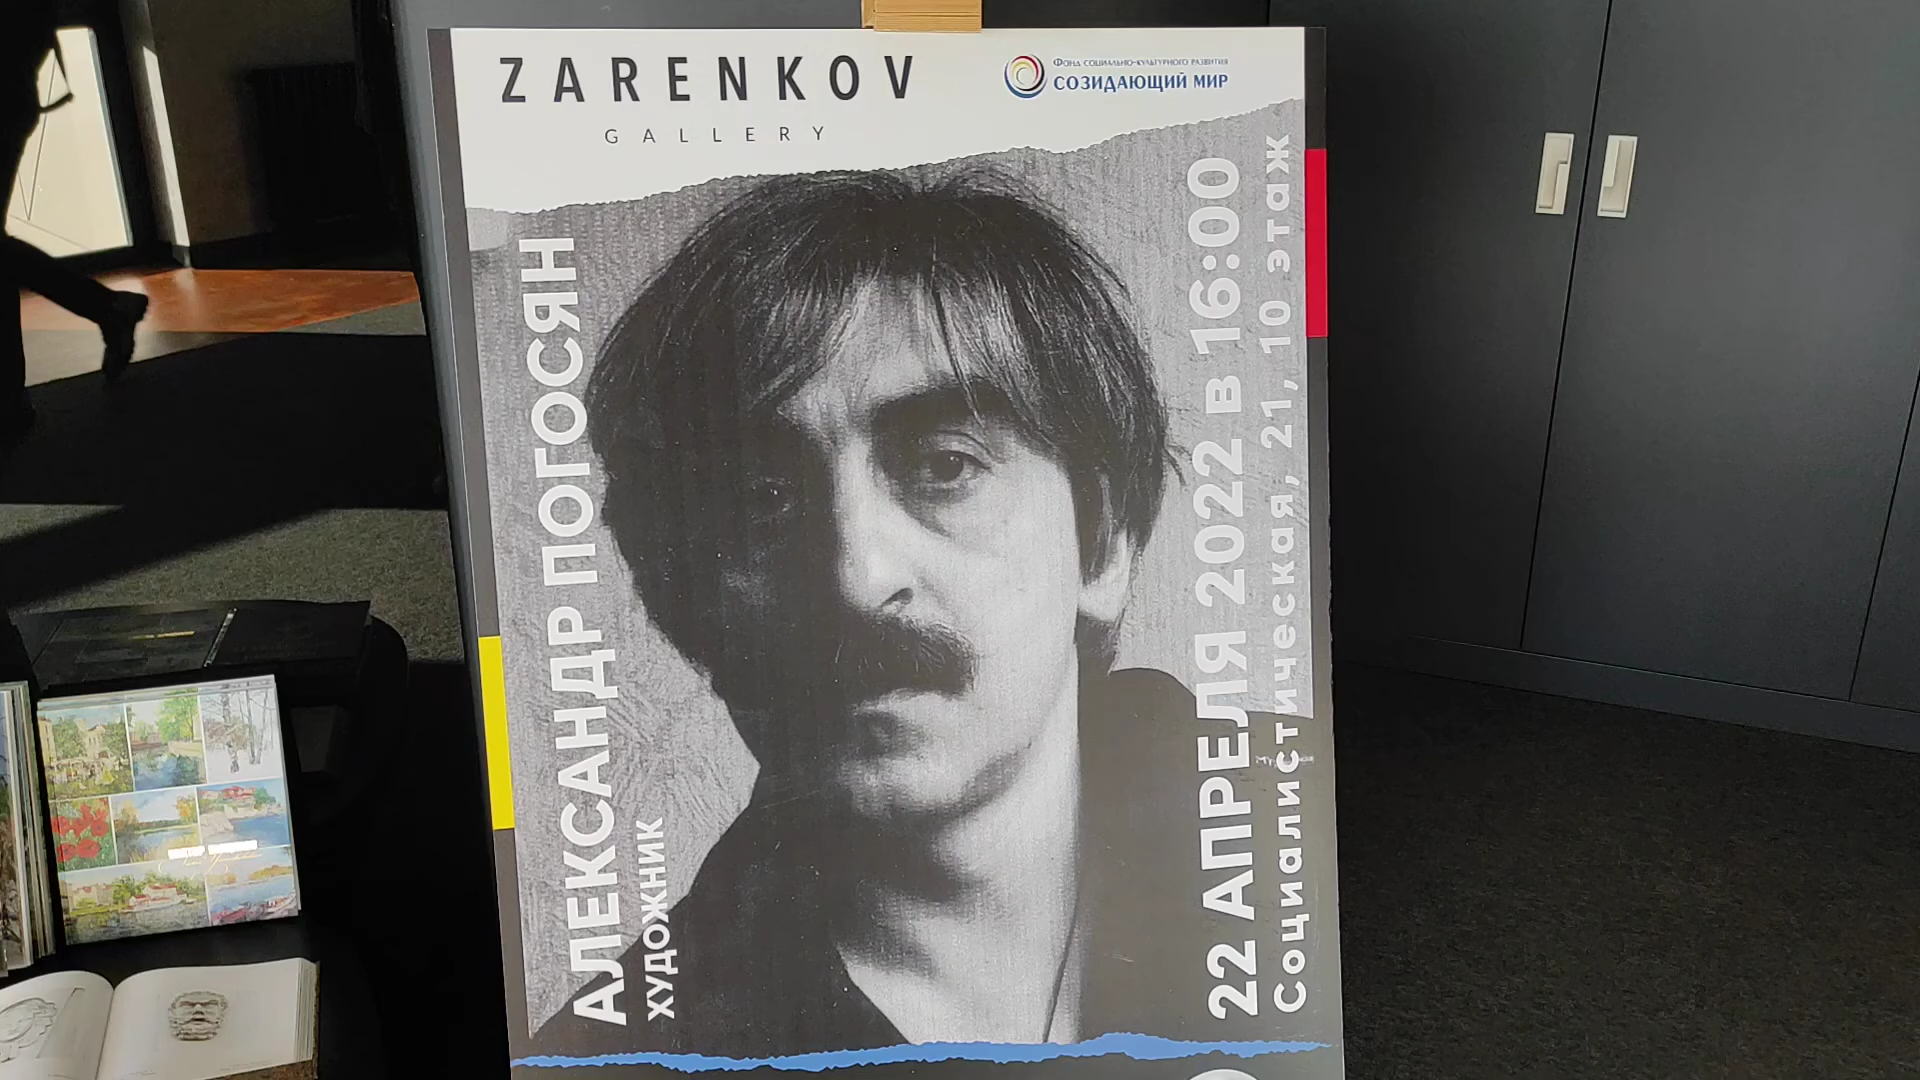 ZARENKOV
GALLERY
Фонд социально-культурного развития
СОЗИДАЮЩИЙ МИР
АЛЕКСАНДР ПОГОСЯН
ХУДОЖНИК
22 АПРЕЛЯ 2022 в 16:00
Социалистическая, 21, 10 этаж